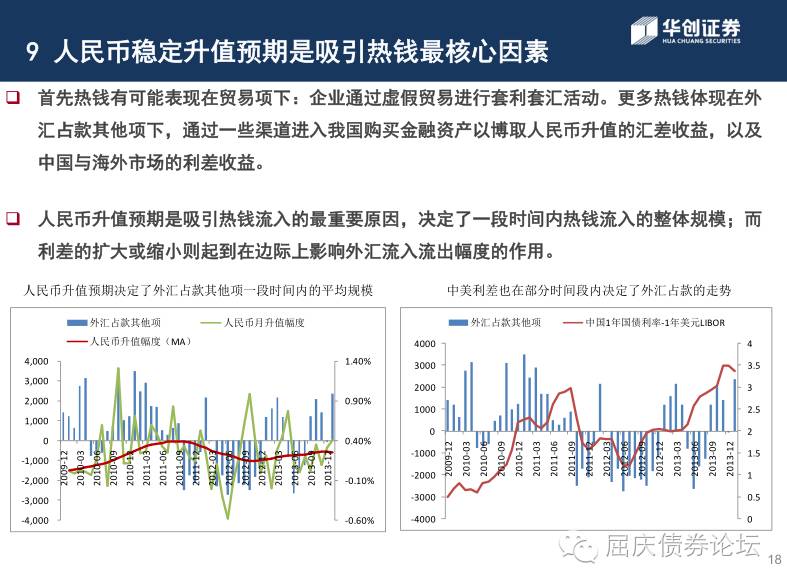 9 人民币稳定升值预期是吸引热钱最核心因素
华创证券
HUA CHUANG SECURITIES
首先热钱有可能表现在贸易项下：企业通过虚假贸易进行套利套汇活动。更多热钱体现在外
汇占款其他项下，通过一些渠道进入我国购买金融资产以博取人民币升值的汇差收益，以及
中国与海外市场的利差收益。
人民币升值预期是吸引热钱流入的最重要原因，决定了一段时间内热钱流入的整体规模；而
利差的扩大或缩小则起到在边际上影响外汇流入流出幅度的作用。
人民币升值预期决定了外汇占款其他项一段时间内的平均规模
外汇占款其他项 人民币月升值幅度
人民币升值幅度（MA）
4,000 1.40%
3,000
2,000 0.90%
1,000
0 0.40%
-1,000
-2,000 -0.10%
-3,000
-4,000 -0.60%
2009-12 2010-03 2010-06 2010-09 2011-01 2011-03
中美利差也在部分时间段内决定了外汇占款的走势
外汇占款其他项 中国1年国债利率-1年美元LIBOR
4000 4
3000 3.5
2000 3
1000 2.5
0 2
-1000 1.5
-2000 1
-3000 0.5
-4000 0
2009-12 2010-03 2010-06 2010-09 2010-12 2011-03 2011-06 2011-09 2011-12 2012-03 2012-06 2012-09 2012-12 2013-03 2013-06 2013-09 2013-12
屈庆债券论坛
18